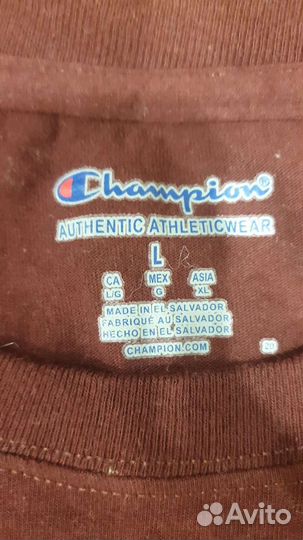 Champion®
AUTHENTIC ATHLETICWEAR
L
CA MEX ASIA
L/G G XL
MADE IN EL SALVADOR
FABRIQUÉ AU SALVADOR
HECHO EN EL SALVADOR
CHAMPION.COM
20
Avito